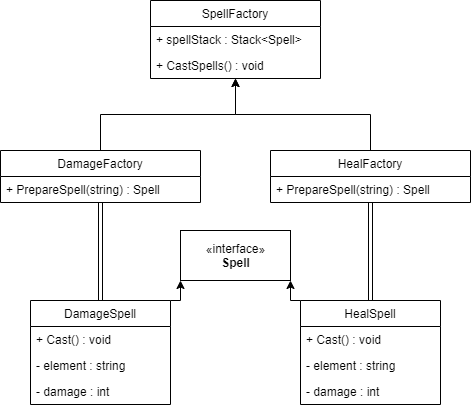 SpellFactory
+ spellStack : Stack<Spell>
+ CastSpells() : void
DamageFactory
+ PrepareSpell(string) : Spell
HealFactory
+ PrepareSpell(string) : Spell
«interface»
Spell
DamageSpell
+ Cast() : void
- element : string
- damage : int
HealSpell
+ Cast() : void
- element : string
- damage : int